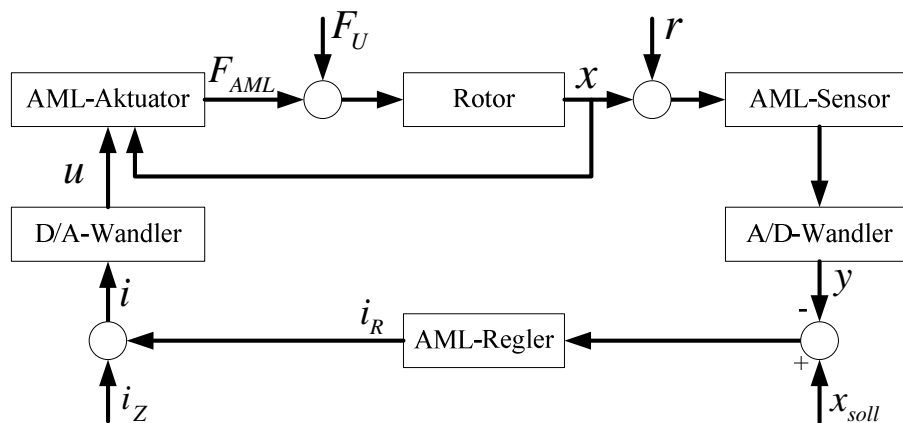 F_U
r
F_AML
x
AML-Aktuator
Rotor
AML-Sensor
u
D/A-Wandler
A/D-Wandler
i
y
-
i_R
AML-Regler
+
i_Z
x_soll